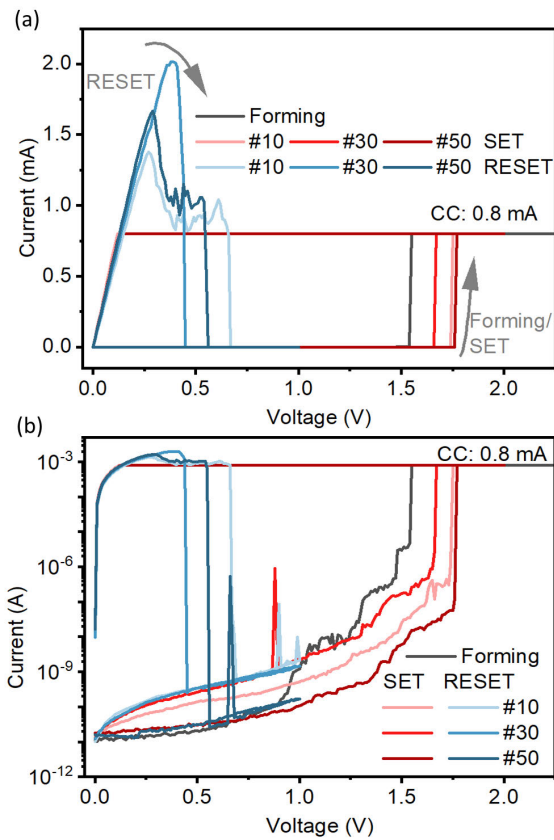 (a)
2.0
1.5
1.0
0.5
0.0
Current (mA)
RESET
Forming
#10 #30 #50 SET
#10 #30 #50 RESET
CC: 0.8 mA
Forming/
SET
0.0 0.5 1.0 1.5 2.0
Voltage (V)
(b)
10⁻³
10⁻⁶
10⁻⁹
10⁻¹²
Current (A)
CC: 0.8 mA
Forming
SET RESET
#10
#30
#50
0.0 0.5 1.0 1.5 2.0
Voltage (V)